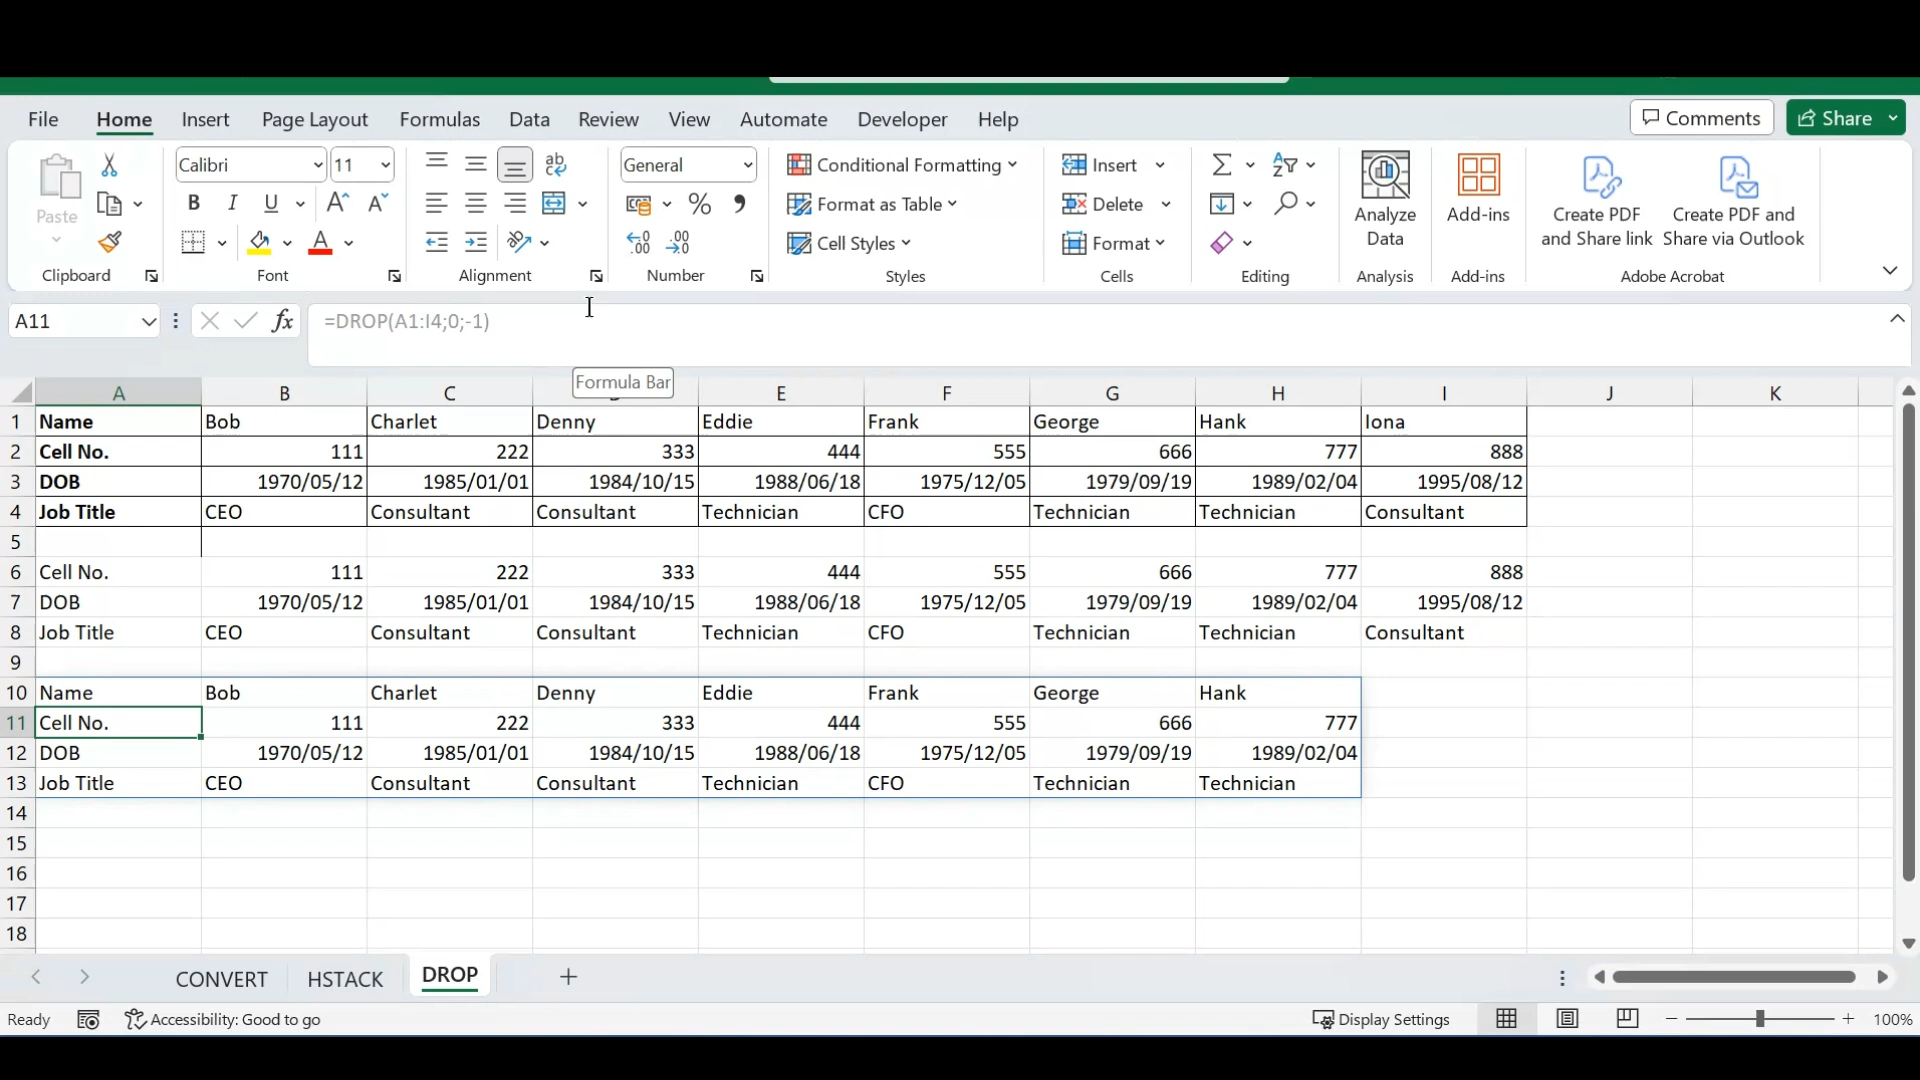 File Home Insert Page Layout Formulas Data Review View Automate Developer Help Comments Share
Calibri 11 ab General Conditional Formatting Insert Σ
Paste B I U A A % Format as Table Delete Analyze Data Add-ins Create PDF and Share link Create PDF and Share via Outlook
A Cell Styles Format
Clipboard Font Alignment Number Styles Cells Editing Analysis Add-ins Adobe Acrobat
A11 fx =DROP(A1:I4;0;-1)
Formula Bar
A B C E F G H I J K
1 Name Bob Charlet Denny Eddie Frank George Hank Iona
2 Cell No. 111 222 333 444 555 666 777 888
3 DOB 1970/05/12 1985/01/01 1984/10/15 1988/06/18 1975/12/05 1979/09/19 1989/02/04 1995/08/12
4 Job Title CEO Consultant Consultant Technician CFO Technician Technician Consultant
5
6 Cell No. 111 222 333 444 555 666 777 888
7 DOB 1970/05/12 1985/01/01 1984/10/15 1988/06/18 1975/12/05 1979/09/19 1989/02/04 1995/08/12
8 Job Title CEO Consultant Consultant Technician CFO Technician Technician Consultant
9
10 Name Bob Charlet Denny Eddie Frank George Hank
11 Cell No. 111 222 333 444 555 666 777
12 DOB 1970/05/12 1985/01/01 1984/10/15 1988/06/18 1975/12/05 1979/09/19 1989/02/04
13 Job Title CEO Consultant Consultant Technician CFO Technician Technician
14
15
16
17
18
CONVERT HSTACK DROP
Ready Accessibility: Good to go Display Settings 100%